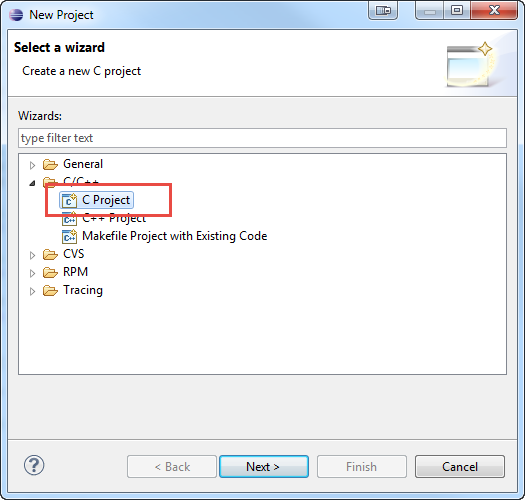 New Project
Select a wizard
Create a new C project
Wizards:
type filter text
General
C/C++
C Project
C++ Project
Makefile Project with Existing Code
CVS
RPM
Tracing
< Back
Next >
Finish
Cancel